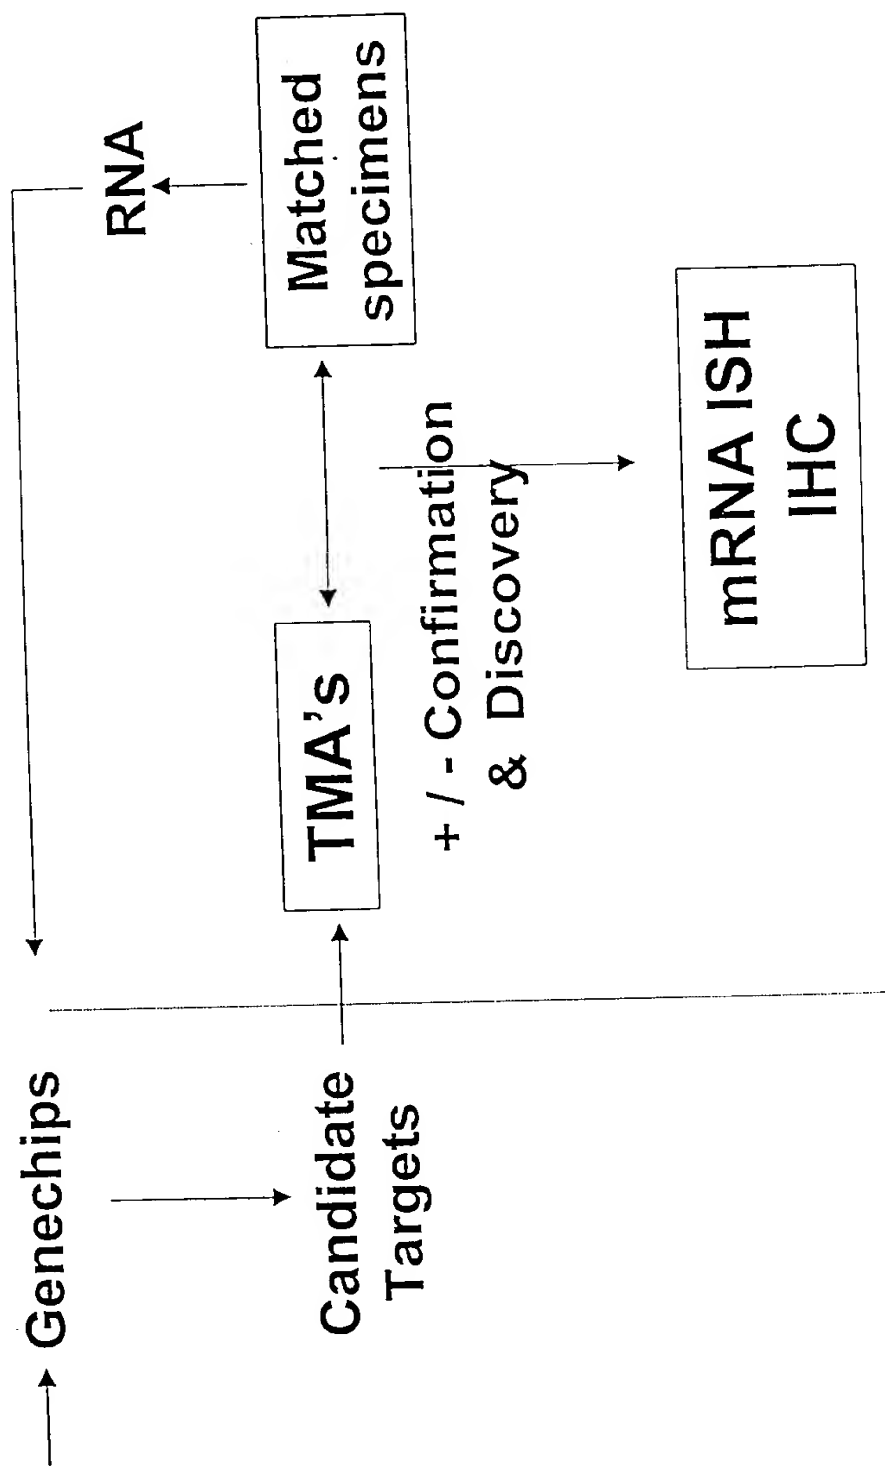 Genechips
RNA
Candidate
Targets
TMA's
Matched
specimens
+ / - Confirmation
& Discovery
mRNA ISH
IHC